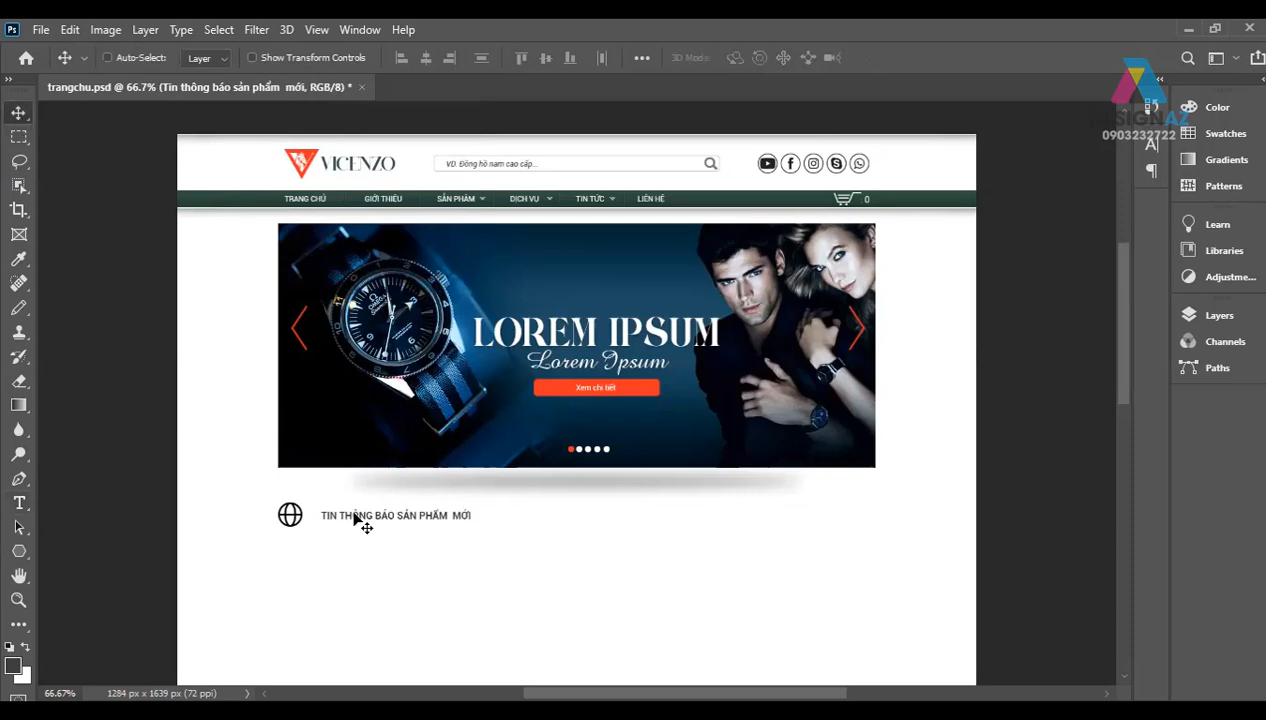 Ps File Edit Image Layer Type Select Filter 3D View Window Help
Auto-Select: Layer Show Transform Controls 3D Mode:
trangchu.psd @ 66.7% (Tin thông báo sản phẩm mới, RGB/8) *
DESIGNAZ
0903232722
Color
Swatches
Gradients
Patterns
Learn
Libraries
Adjustme...
Layers
Channels
Paths
VICENZO
VD. Đồng hồ nam cao cấp...
TRANG CHỦ GIỚI THIỆU SẢN PHẨM DỊCH VỤ TIN TỨC LIÊN HỆ 0
LOREM IPSUM
Lorem Ipsum
Xem chi tiết
TIN THÔNG BÁO SẢN PHẨM MỚI
66.67% 1284 px x 1639 px (72 ppi)